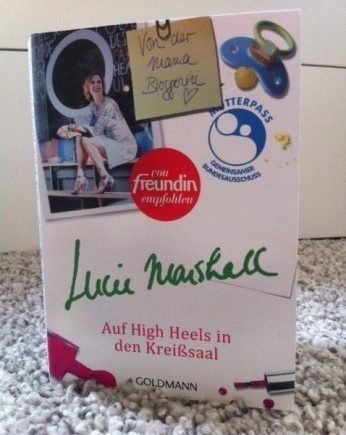 Von der
Mama
Bloggerin ♡
MUTTERPASS
GEMEINSAMER
BUNDESAUSSCHUSS
von
freundin
empfohlen
Lucie Marshall
Auf High Heels in
den Kreißsaal
GOLDMANN